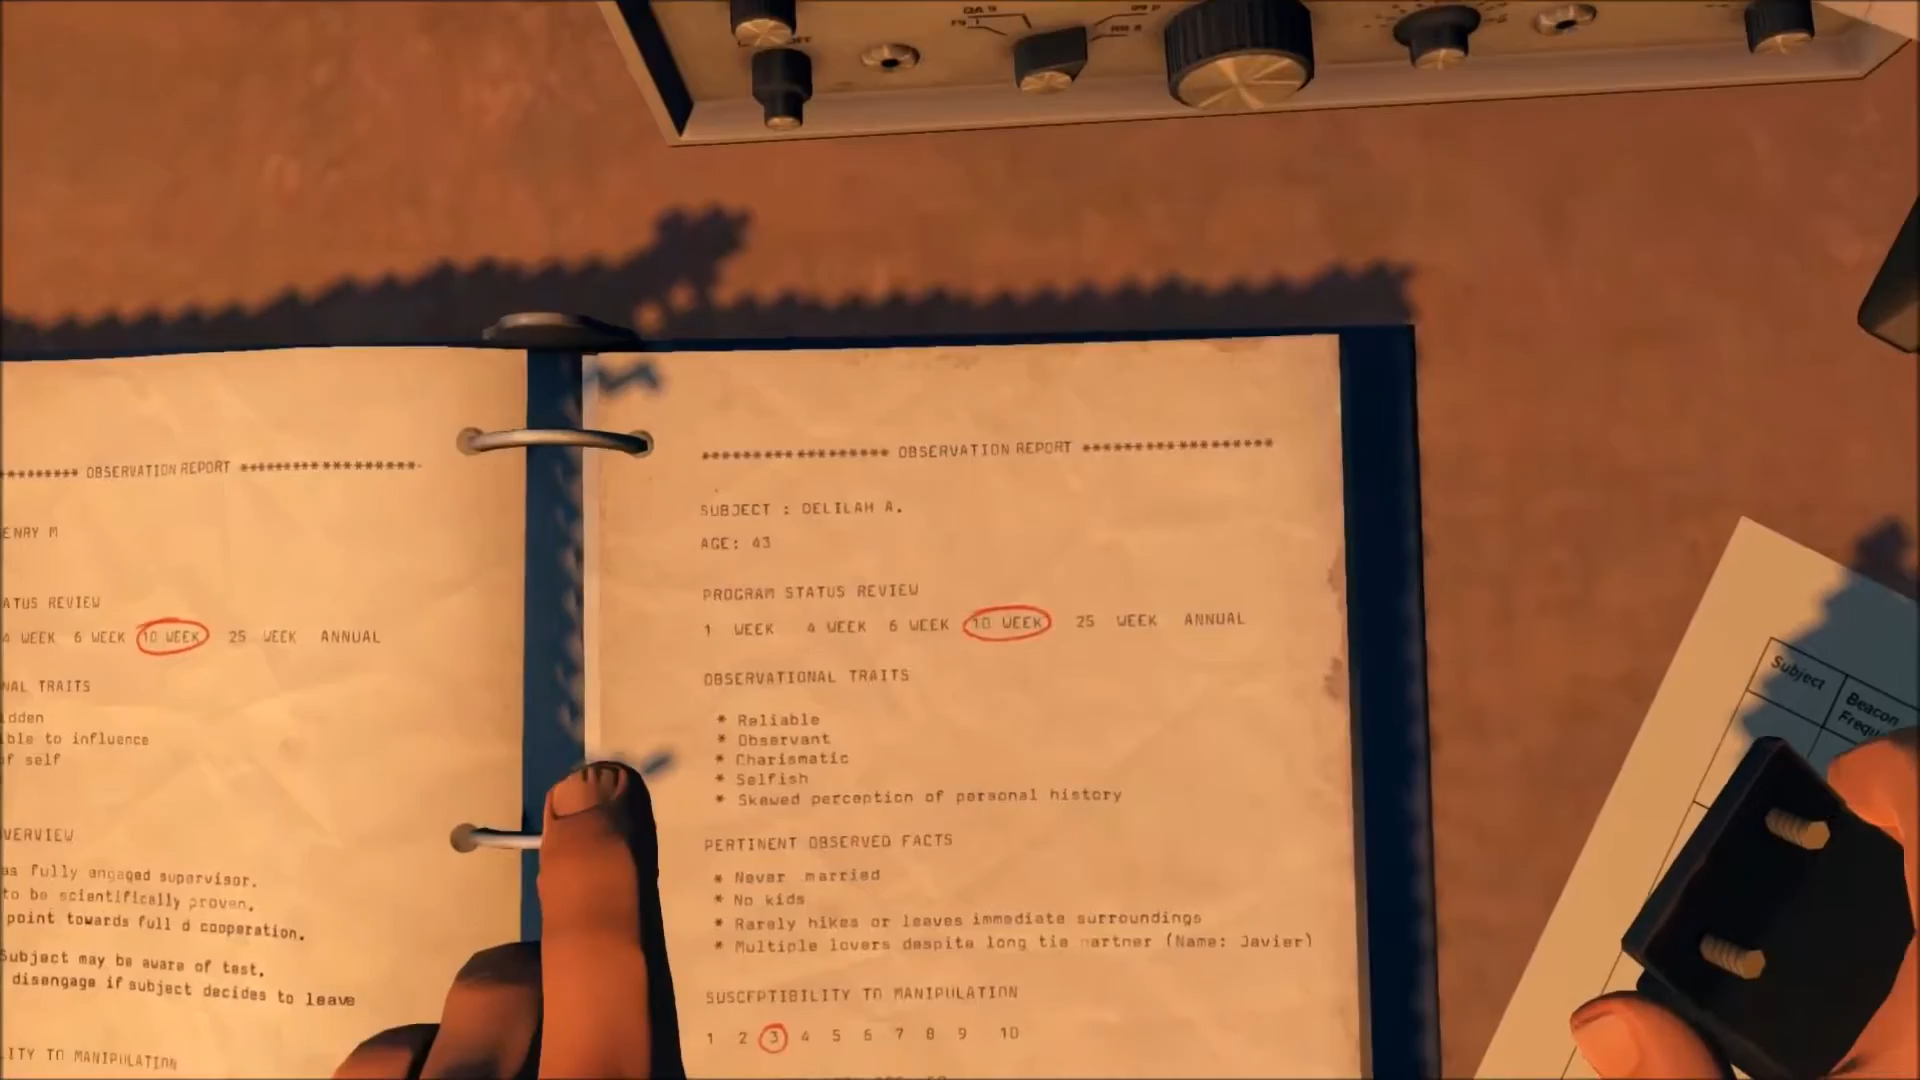 ****************** OBSERVATION REPORT ******************
ENRY M
ATUS REVIEW
4 WEEK 6 WEEK 10 WEEK 25 WEEK ANNUAL
NAL TRAITS
idden
ible to influence
of self
VERVIEW
as fully engaged supervisor.
to be scientifically proven.
point towards full d cooperation.
Subject may be aware of test.
disengage if subject decides to leave
ITY TO MANIPULATION
****************** OBSERVATION REPORT ******************
SUBJECT : DELILAH A.
AGE: 43
PROGRAM STATUS REVIEW
1 WEEK 4 WEEK 6 WEEK 10 WEEK 25 WEEK ANNUAL
OBSERVATIONAL TRAITS
* Reliable
* Observant
* Charismatic
* Selfish
* Skewed perception of personal history
PERTINENT OBSERVED FACTS
* Never married
* No kids
* Rarely hikes or leaves immediate surroundings
* Multiple lovers despite long tie partner (Name: Javier)
SUSCEPTIBILITY TO MANIPULATION
1 2 3 4 5 6 7 8 9 10
Subject
Beacon
Frequ